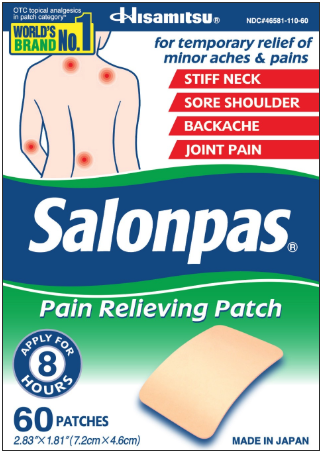 OTC topical analgesics
in patch category*
WORLD'S
BRAND No.1
Hisamitsu®
NDC#46581-110-60
for temporary relief of
minor aches & pains
STIFF NECK
SORE SHOULDER
BACKACHE
JOINT PAIN
Salonpas®
Pain Relieving Patch
APPLY FOR
8
HOURS
60 PATCHES
2.83"X1.81"(7.2cm×4.6cm)
MADE IN JAPAN